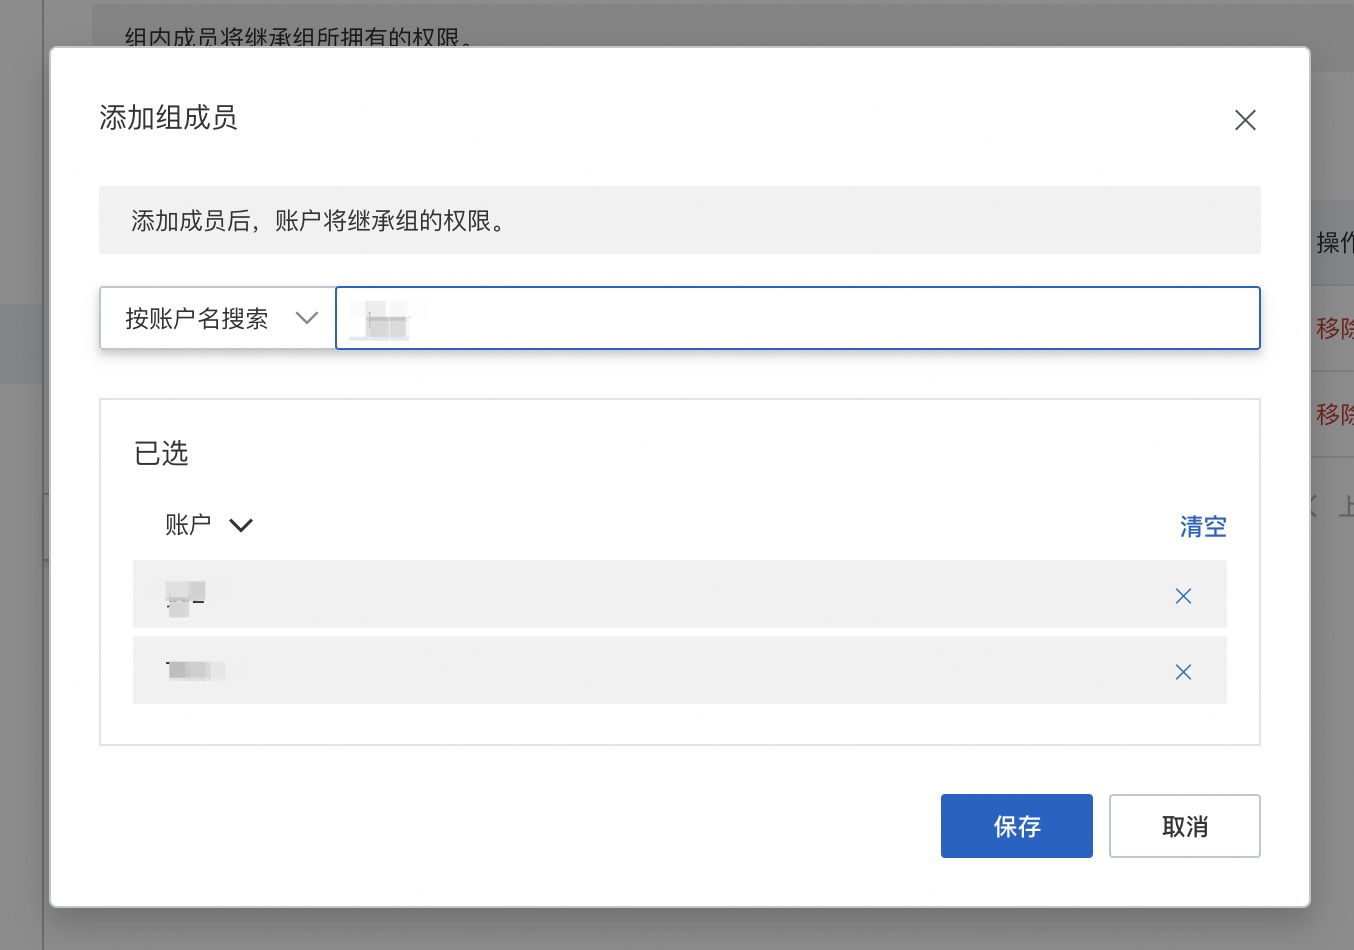 组内成员将继承组所拥有的权限。
添加组成员
添加成员后，账户将继承组的权限。
操作
按账户名搜索
移除
移除
已选
上
账户
清空
保存
取消